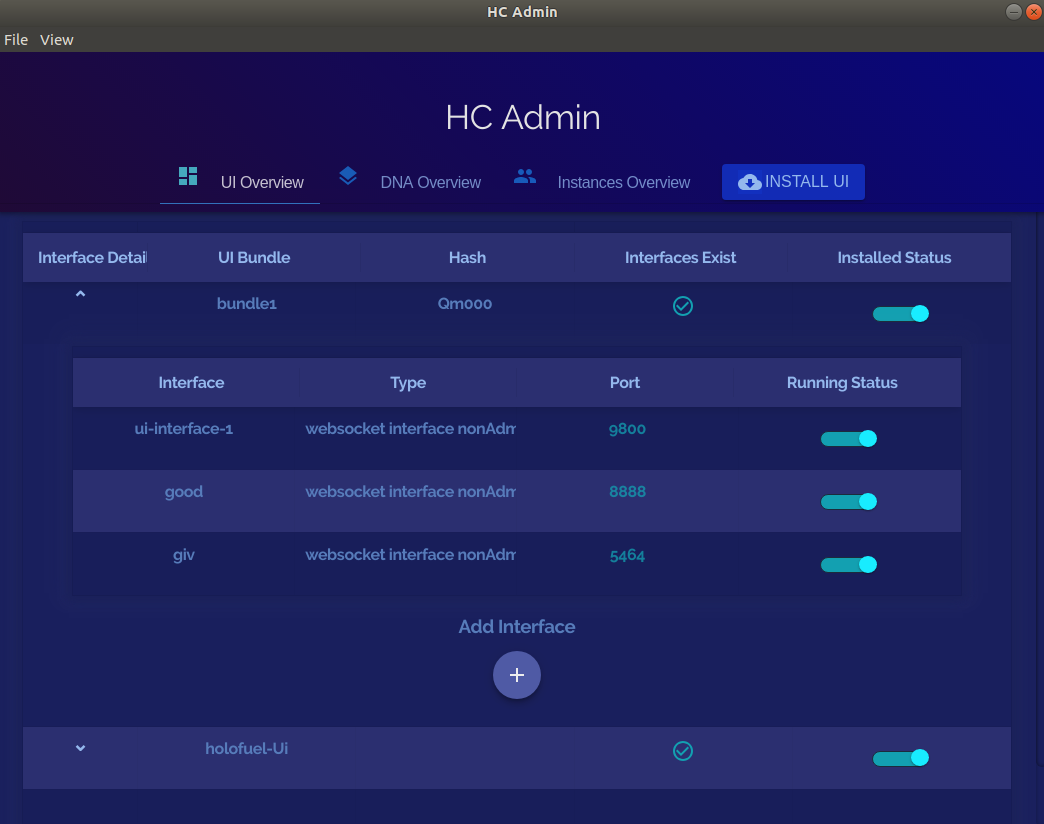 HC Admin
File View
HC Admin
UI Overview DNA Overview Instances Overview INSTALL UI
Interface Detai UI Bundle Hash Interfaces Exist Installed Status
bundle1 Qm000
Interface Type Port Running Status
ui-interface-1 websocket interface nonAdm 9800
good websocket interface nonAdm 8888
giv websocket interface nonAdm 5464
Add Interface
+
holofuel-Ui